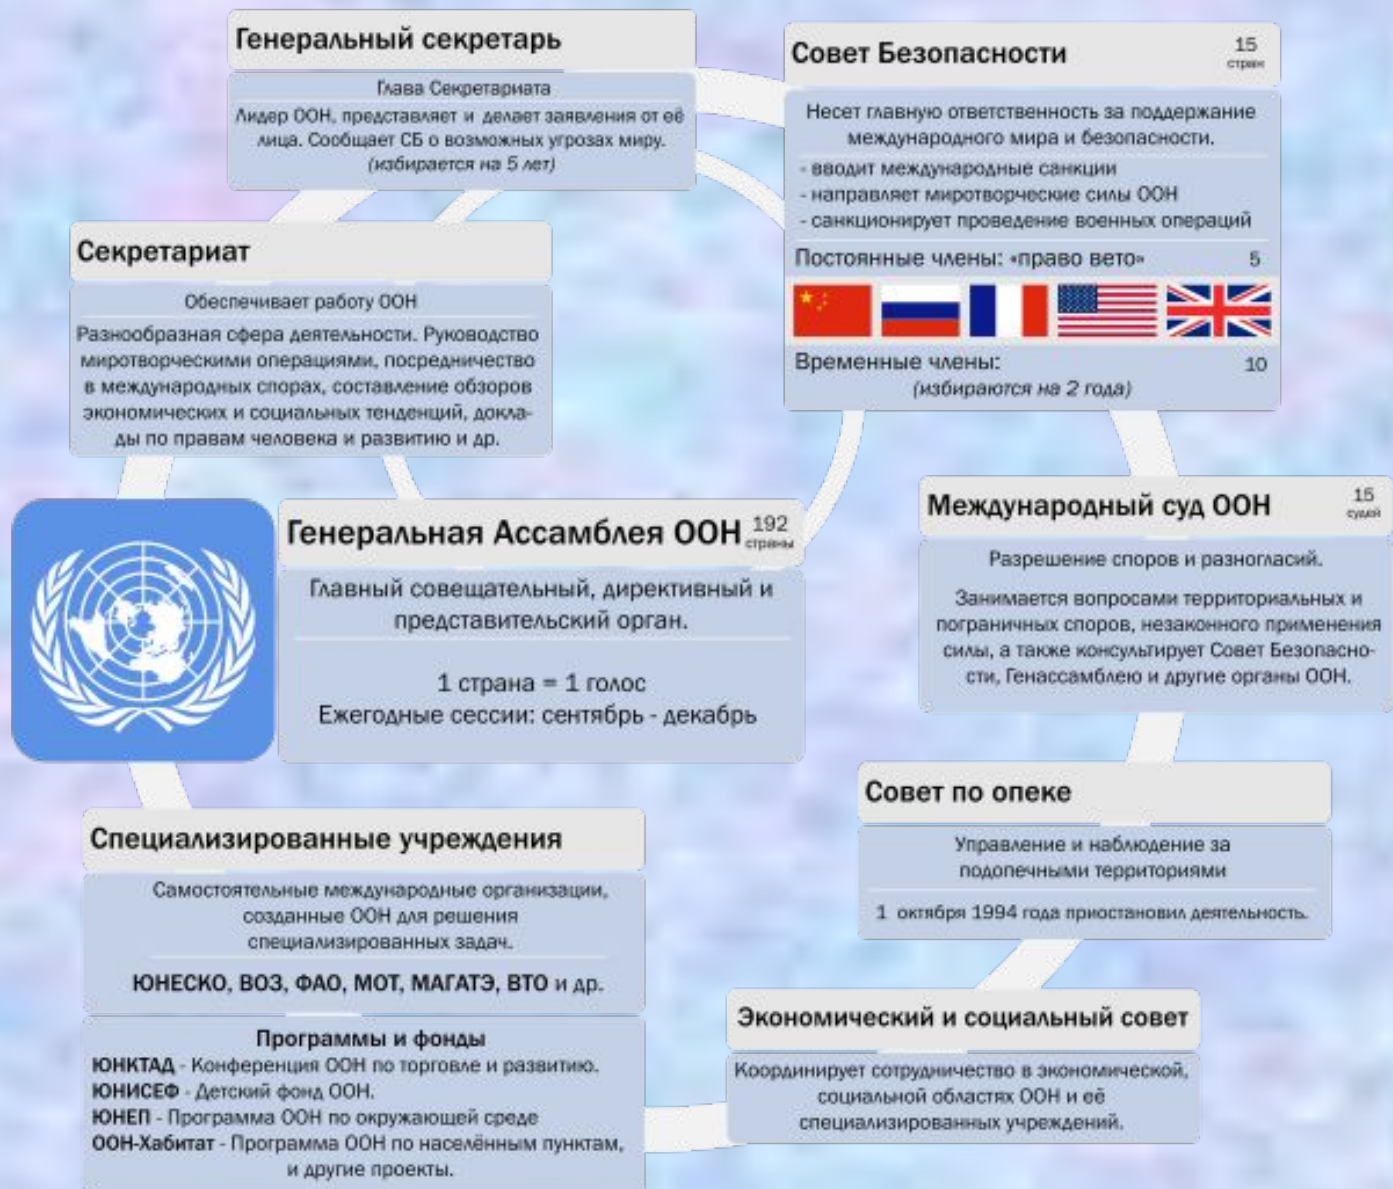 Генеральный секретарь
Глава Секретариата
Лидер ООН, представляет и делает заявления от её
лица. Сообщает СБ о возможных угрозах миру.
(избирается на 5 лет)
Совет Безопасности
15
стран
Несет главную ответственность за поддержание
международного мира и безопасности.
- вводит международные санкции
- направляет миротворческие силы ООН
- санкционирует проведение военных операций
Постоянные члены: «право вето» 5
Временные члены: 10
(избираются на 2 года)
Секретариат
Обеспечивает работу ООН
Разнообразная сфера деятельности. Руководство
миротворческими операциями, посредничество
в международных спорах, составление обзоров
экономических и социальных тенденций, докла-
ды по правам человека и развитию и др.
Генеральная Ассамблея ООН
192
страны
Главный совещательный, директивный и
представительский орган.
1 страна = 1 голос
Ежегодные сессии: сентябрь - декабрь
Международный суд ООН
15
судей
Разрешение споров и разногласий.
Занимается вопросами территориальных и
пограничных споров, незаконного применения
силы, а также консультирует Совет Безопасно-
сти, Генассамблею и другие органы ООН.
Совет по опеке
Управление и наблюдение за
подопечными территориями
1 октября 1994 года приостановил деятельность.
Специализированные учреждения
Самостоятельные международные организации,
созданные ООН для решения
специализированных задач.
ЮНЕСКО, ВОЗ, ФАО, МОТ, МАГАТЭ, ВТО и др.
Программы и фонды
ЮНКТАД - Конференция ООН по торговле и развитию.
ЮНИСЕФ - Детский фонд ООН.
ЮНЕП - Программа ООН по окружающей среде
ООН-Хабитат - Программа ООН по населённым пунктам,
и другие проекты.
Экономический и социальный совет
Координирует сотрудничество в экономической,
социальной областях ООН и её
специализированных учреждений.